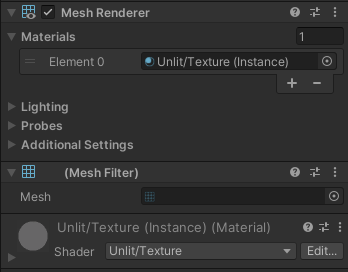 Mesh Renderer
Materials 1
Element 0 Unlit/Texture (Instance)
Lighting
Probes
Additional Settings
(Mesh Filter)
Mesh
Unlit/Texture (Instance) (Material)
Shader Unlit/Texture Edit...